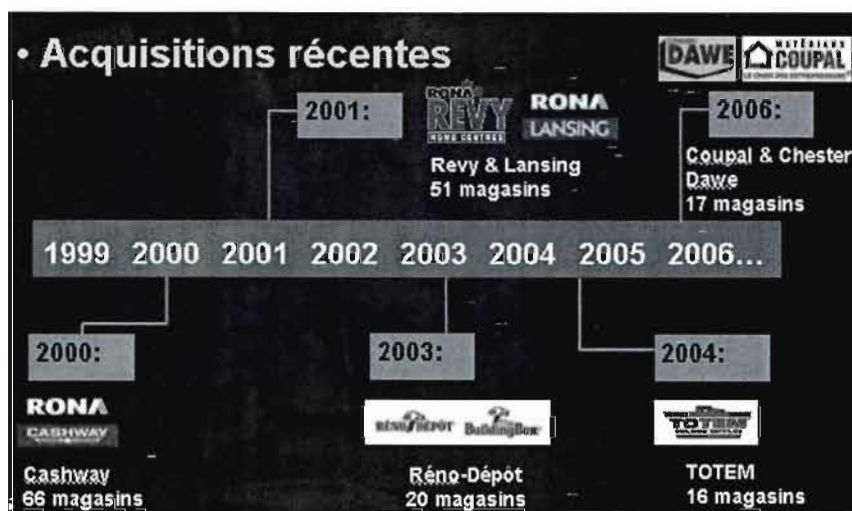 • Acquisitions récentes
DAWE
MATÉRIAUX
COUPAL
2001:
RONA
REVY
HOME CENTRES
RONA
LANSING
2006:
Revy & Lansing
51 magasins
Coupal & Chester
Dawe
17 magasins
1999 2000 2001 2002 2003 2004 2005 2006...
2000:
2003:
2004:
RONA
CASHWAY
RÉNO DÉPÔT
BuildingBox
TOTEM
Cashway
66 magasins
Réno-Dépôt
20 magasins
TOTEM
16 magasins